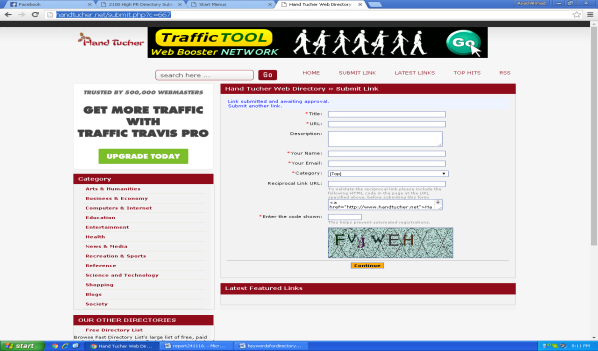 Facebook
2100 High PR Directory Sub
Start Menus
Hand Tucher Web Directory
handtucher.net/submit.php?c=667
Hand Tucher
Traffic TOOL
Web Booster NETWORK
Go
search here ...
Go
HOME
SUBMIT LINK
LATEST LINKS
TOP HITS
RSS
TRUSTED BY 500,000 WEBMASTERS
GET MORE TRAFFIC
WITH
TRAFFIC TRAVIS PRO
UPGRADE TODAY
Category
Arts & Humanities
Business & Economy
Computers & Internet
Education
Entertainment
Health
News & Media
Recreation & Sports
Reference
Science and Technology
Shopping
Blogs
Society
OUR OTHER DIRECTORIES
Free Directory List
Browse Fast Directory List's large list of free, paid
Hand Tucher Web Directory » Submit Link
Link submitted and awaiting approval.
Submit another link.
*Title:
*URL:
Description:
*Your Name:
*Your Email:
*Category:
[Top]
Reciprocal Link URL:
To validate the reciprocal link please include the
following HTML code in the page at the URL
specified above, before submitting this form:
<a
href="http://www.handtucher.net">Ha
*Enter the code shown:
This helps prevent automated registrations.
Continue
Latest Featured Links
start
Hand Tucher Web Di...
report241116. - Micr...
keywordsfordirectory...
5:11 PM